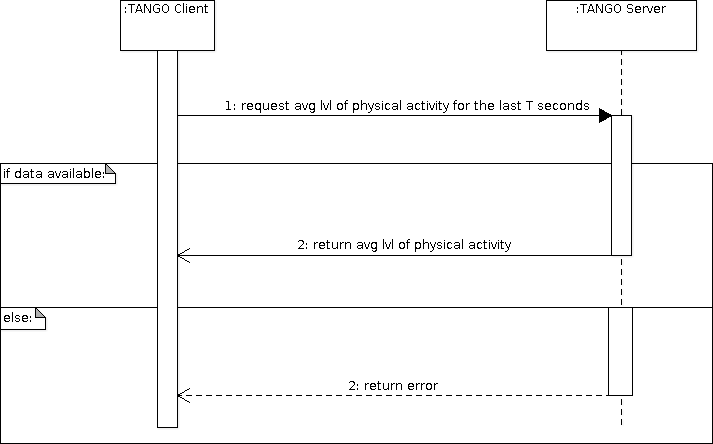 :TANGO Client
:TANGO Server
1: request avg lvl of physical activity for the last T seconds
if data available:
2: return avg lvl of physical activity
else:
2: return error